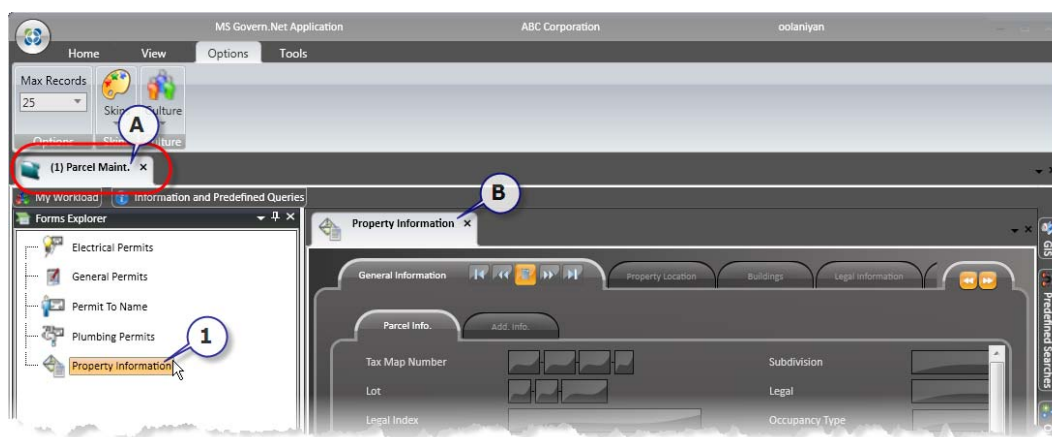 MS Govern.Net Application ABC Corporation oolaniyan
Home View Options Tools
Max Records
25
Skin Culture
Options Skin Culture
A
(1) Parcel Maint. ×
My Workload Information and Predefined Queries
B
Forms Explorer
Property Information ×
Electrical Permits
General Permits
Permit To Name
Plumbing Permits
Property Information
1
General Information Property Location Buildings Legal Information
Parcel Info. Add. Info.
Tax Map Number Subdivision
Lot Legal
Legal Index Occupancy Type
GIS
Predefined Searches